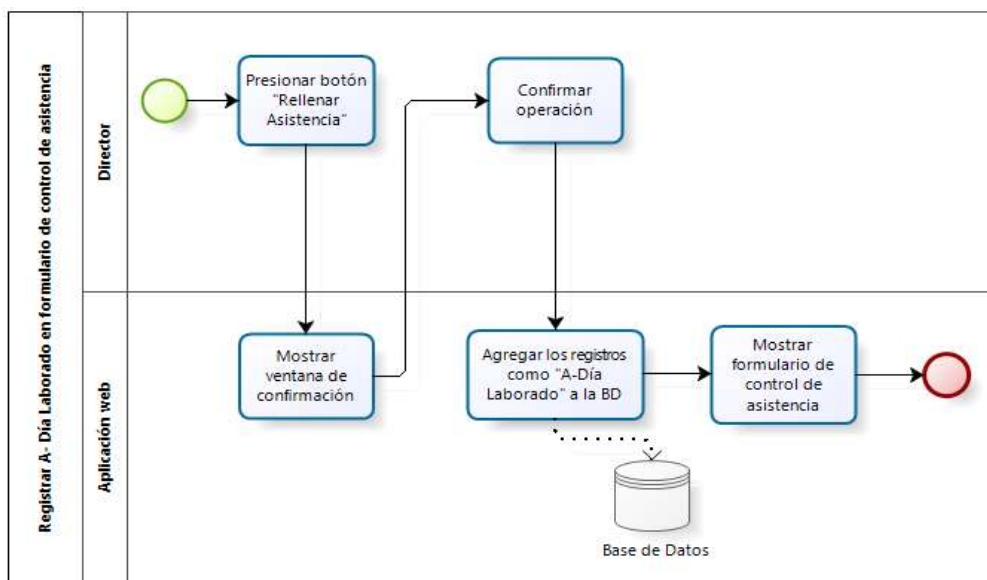 Registrar A- Día Laborado en formulario de control de asistencia
Director
Presionar botón
"Rellenar
Asistencia"
Confirmar
operación
Aplicación web
Mostrar
ventana de
confirmación
Agregar los registros
como "A-Día
Laborado" a la BD
Mostrar
formulario de
control de
asistencia
Base de Datos